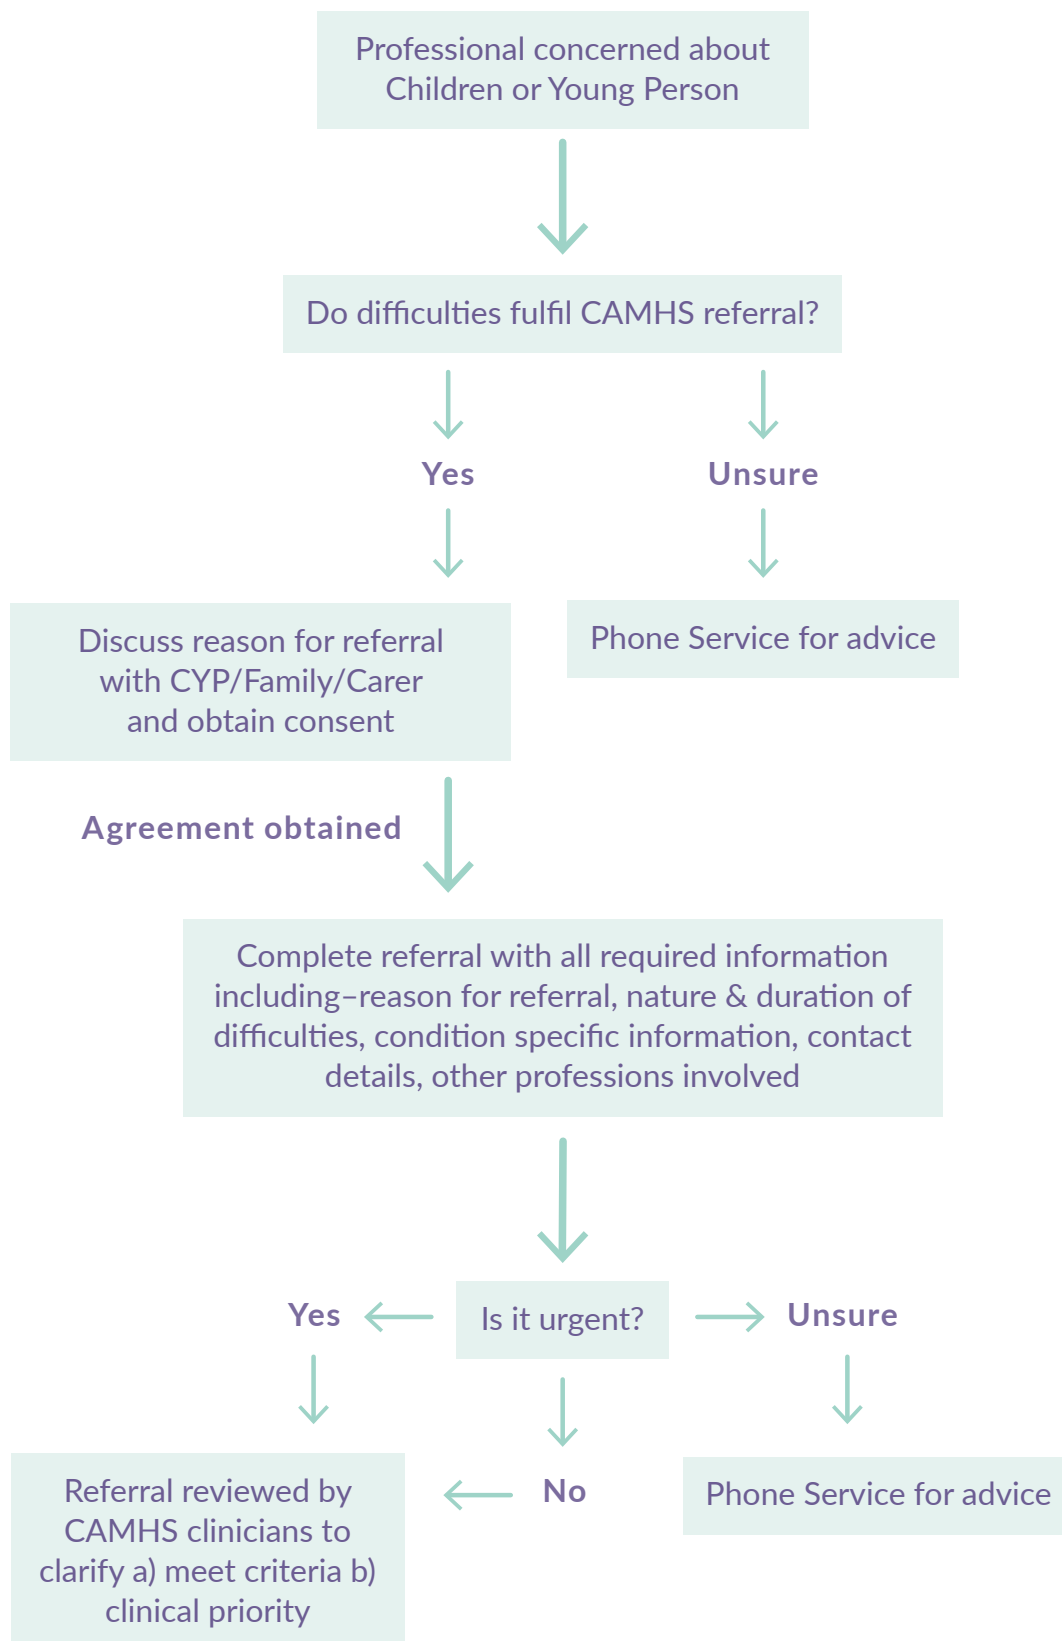 Professional concerned about
Children or Young Person
Do difficulties fulfil CAMHS referral?
Yes
Unsure
Discuss reason for referral
with CYP/Family/Carer
and obtain consent
Phone Service for advice
Agreement obtained
Complete referral with all required information
including–reason for referral, nature & duration of
difficulties, condition specific information, contact
details, other professions involved
Yes
Is it urgent?
Unsure
Referral reviewed by
CAMHS clinicians to
clarify a) meet criteria b)
clinical priority
No
Phone Service for advice